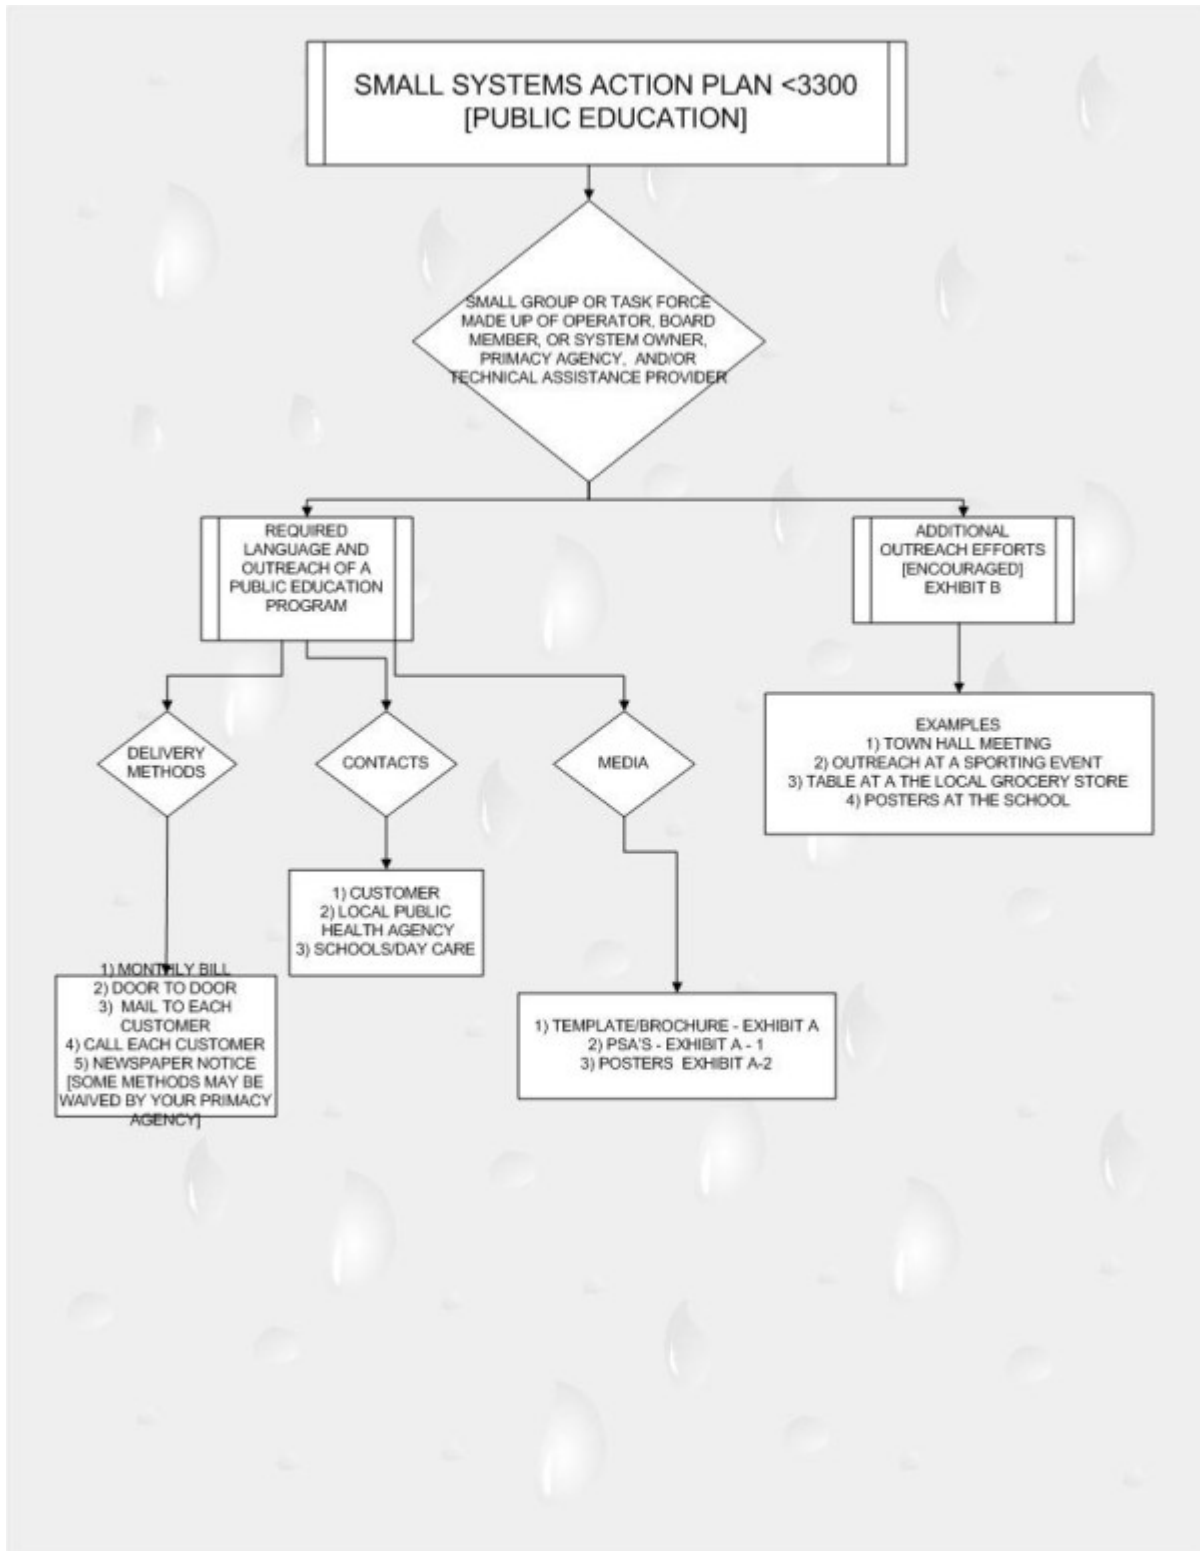 SMALL SYSTEMS ACTION PLAN <3300
[PUBLIC EDUCATION]
SMALL GROUP OR TASK FORCE
MADE UP OF OPERATOR, BOARD
MEMBER, OR SYSTEM OWNER,
PRIMACY AGENCY, AND/OR
TECHNICAL ASSISTANCE PROVIDER
REQUIRED
LANGUAGE AND
OUTREACH OF A
PUBLIC EDUCATION
PROGRAM
ADDITIONAL
OUTREACH EFFORTS
[ENCOURAGED]
EXHIBIT B
DELIVERY
METHODS
CONTACTS
MEDIA
EXAMPLES
1) TOWN HALL MEETING
2) OUTREACH AT A SPORTING EVENT
3) TABLE AT A THE LOCAL GROCERY STORE
4) POSTERS AT THE SCHOOL
1) CUSTOMER
2) LOCAL PUBLIC
HEALTH AGENCY
3) SCHOOLS/DAY CARE
1) MONTHLY BILL
2) DOOR TO DOOR
3) MAIL TO EACH
CUSTOMER
4) CALL EACH CUSTOMER
5) NEWSPAPER NOTICE
[SOME METHODS MAY BE
WAIVED BY YOUR PRIMACY
AGENCY]
1) TEMPLATE/BROCHURE - EXHIBIT A
2) PSA'S - EXHIBIT A - 1
3) POSTERS EXHIBIT A-2